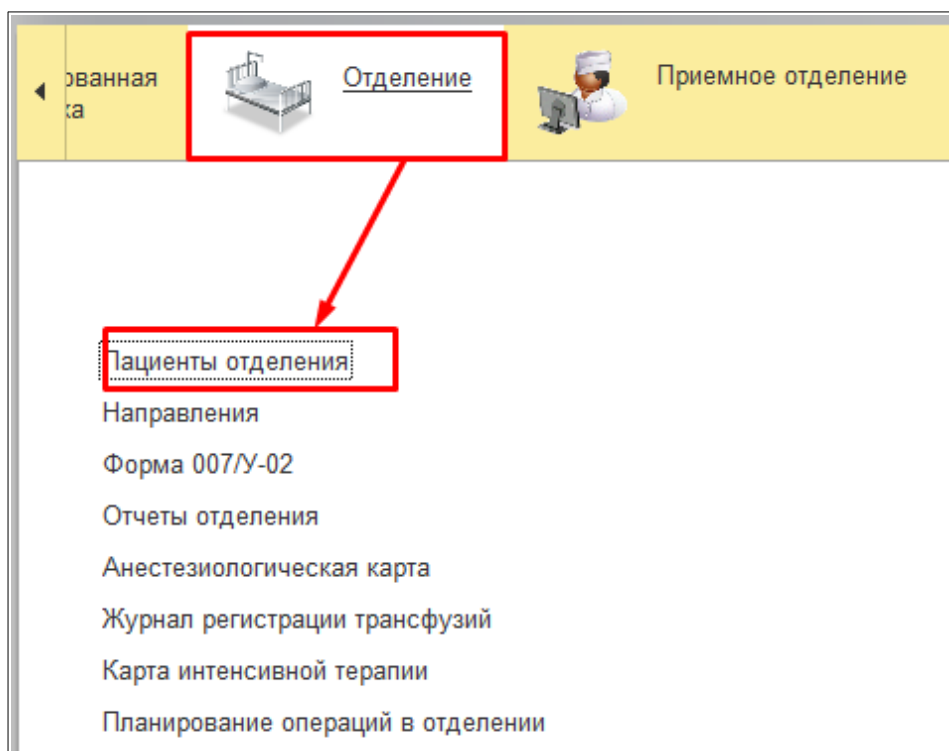 Отделение
Приемное отделение
Пациенты отделения
Направления
Форма 007/У-02
Отчеты отделения
Анестезиологическая карта
Журнал регистрации трансфузий
Карта интенсивной терапии
Планирование операций в отделении